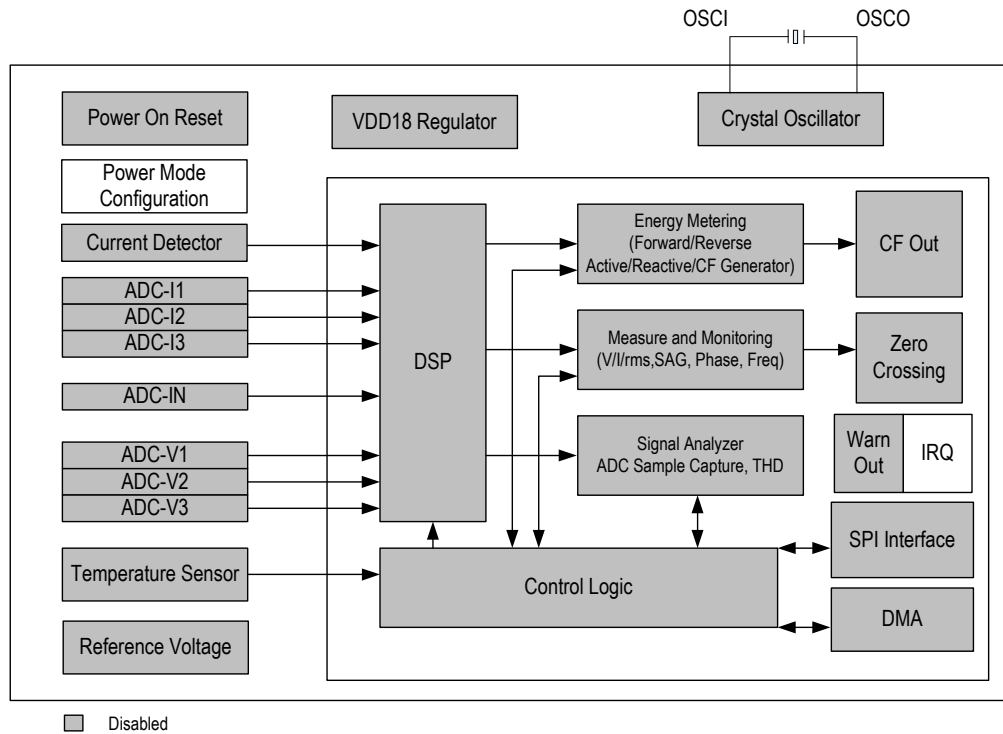 OSCI
OSCO
Power On Reset
VDD18 Regulator
Crystal Oscillator
Power Mode
Configuration
Current Detector
ADC-I1
ADC-I2
ADC-I3
ADC-IN
ADC-V1
ADC-V2
ADC-V3
Temperature Sensor
Reference Voltage
DSP
Energy Metering
(Forward/Reverse
Active/Reactive/CF Generator)
CF Out
Measure and Monitoring
(V/I/rms,SAG, Phase, Freq)
Zero
Crossing
Signal Analyzer
ADC Sample Capture, THD
Warn
Out
IRQ
Control Logic
SPI Interface
DMA
Disabled